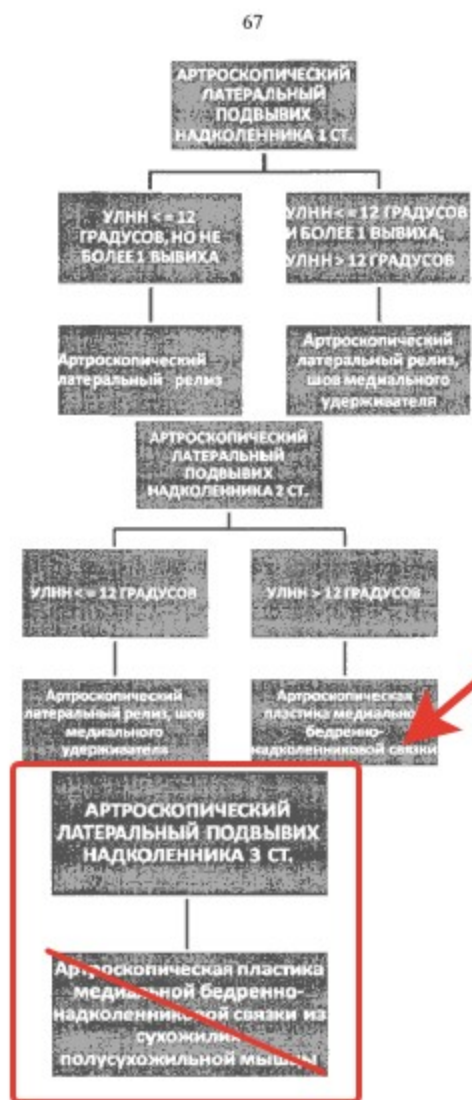 67
АРТРОСКОПИЧЕСКИЙ
ЛАТЕРАЛЬНЫЙ
ПОДВЫВИХ
НАДКОЛЕННИКА 1 СТ.
УЛНН < = 12
ГРАДУСОВ, НО НЕ
БОЛЕЕ 1 ВЫВИХА
УЛНН < = 12 ГРАДУСОВ
И БОЛЕЕ 1 ВЫВИХА;
УЛНН > 12 ГРАДУСОВ
Артроскопический
латеральный релиз
Артроскопический
латеральный релиз,
шов медиального
удерживателя
АРТРОСКОПИЧЕСКИЙ
ЛАТЕРАЛЬНЫЙ
ПОДВЫВИХ
НАДКОЛЕННИКА 2 СТ.
УЛНН < = 12 ГРАДУСОВ
УЛНН > 12 ГРАДУСОВ
Артроскопический
латеральный релиз, шов
медиального
удерживателя
Артроскопическая
пластика медиально
бедренно-
надколенниковой связки
АРТРОСКОПИЧЕСКИЙ
ЛАТЕРАЛЬНЫЙ ПОДВЫВИХ
НАДКОЛЕННИКА 3 СТ.
Артроскопическая пластика
медиальной бедренно-
надколенниковой связки из
сухожилия
полусухожильной мышцы